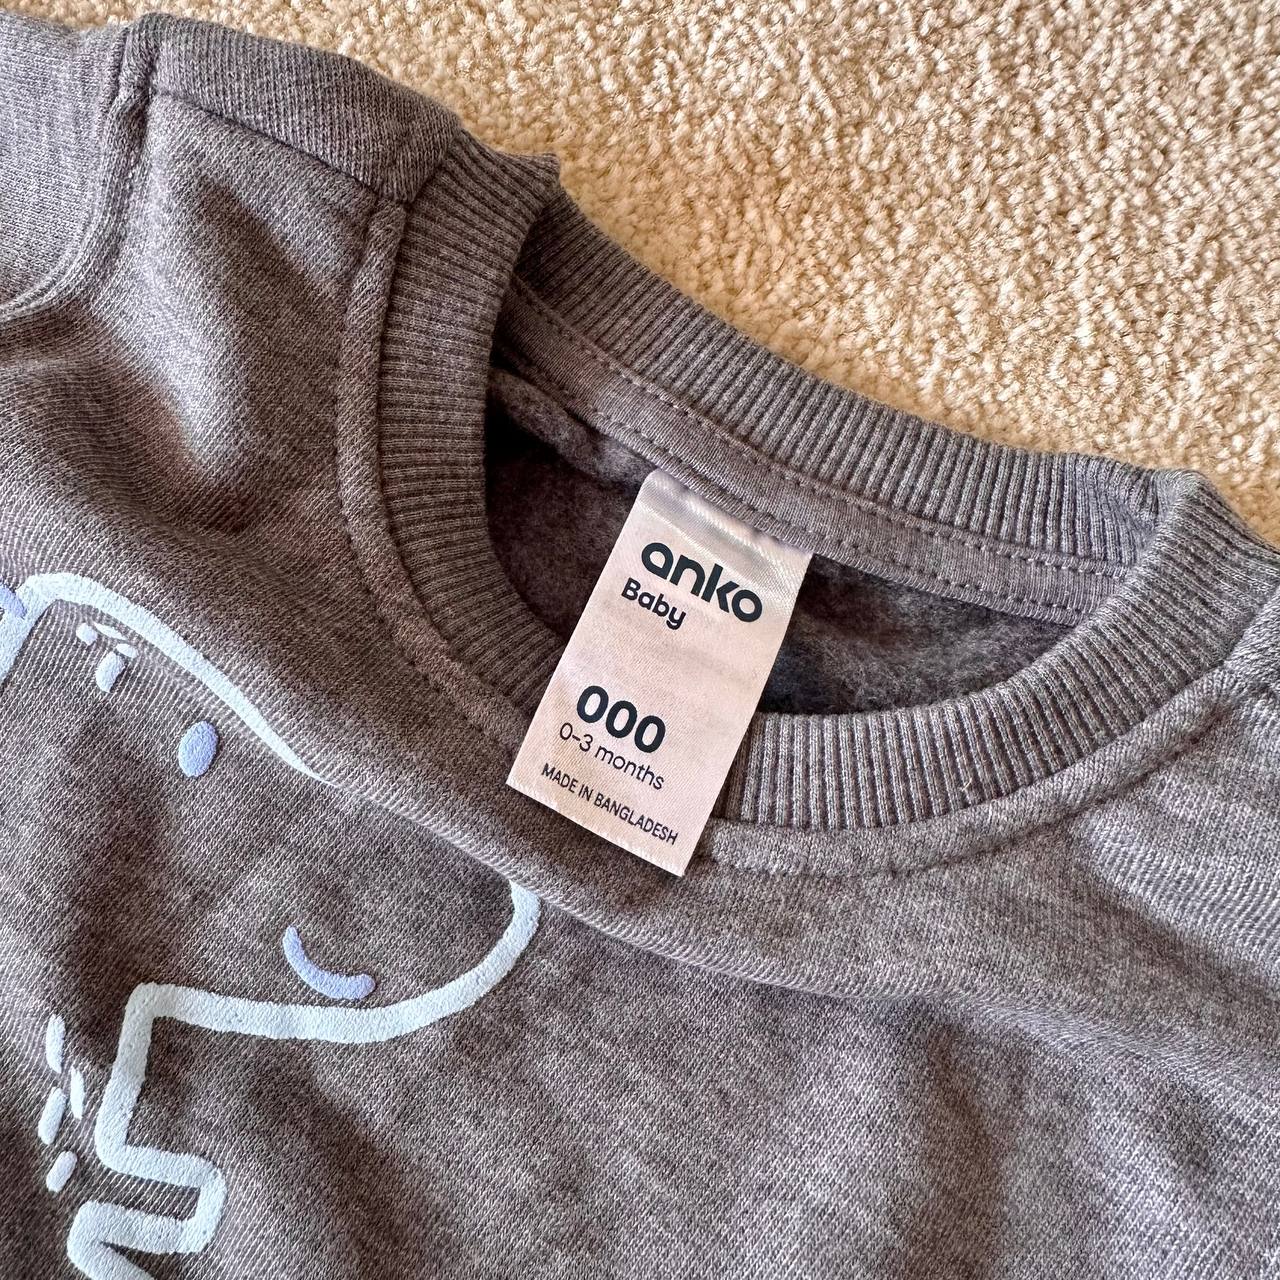 anko
Baby
000
0-3 months
MADE IN BANGLADESH